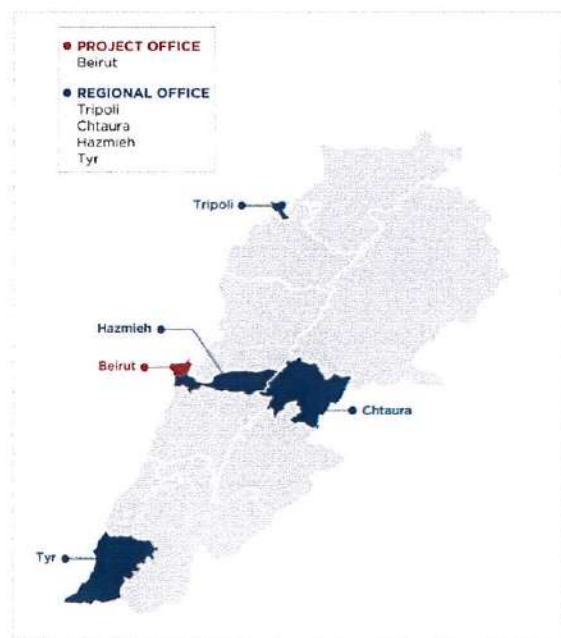 PROJECT OFFICE
Beirut
REGIONAL OFFICE
Tripoli
Chtaura
Hazmieh
Tyr
Tripoli
Hazmieh
Beirut
Chtaura
Tyr